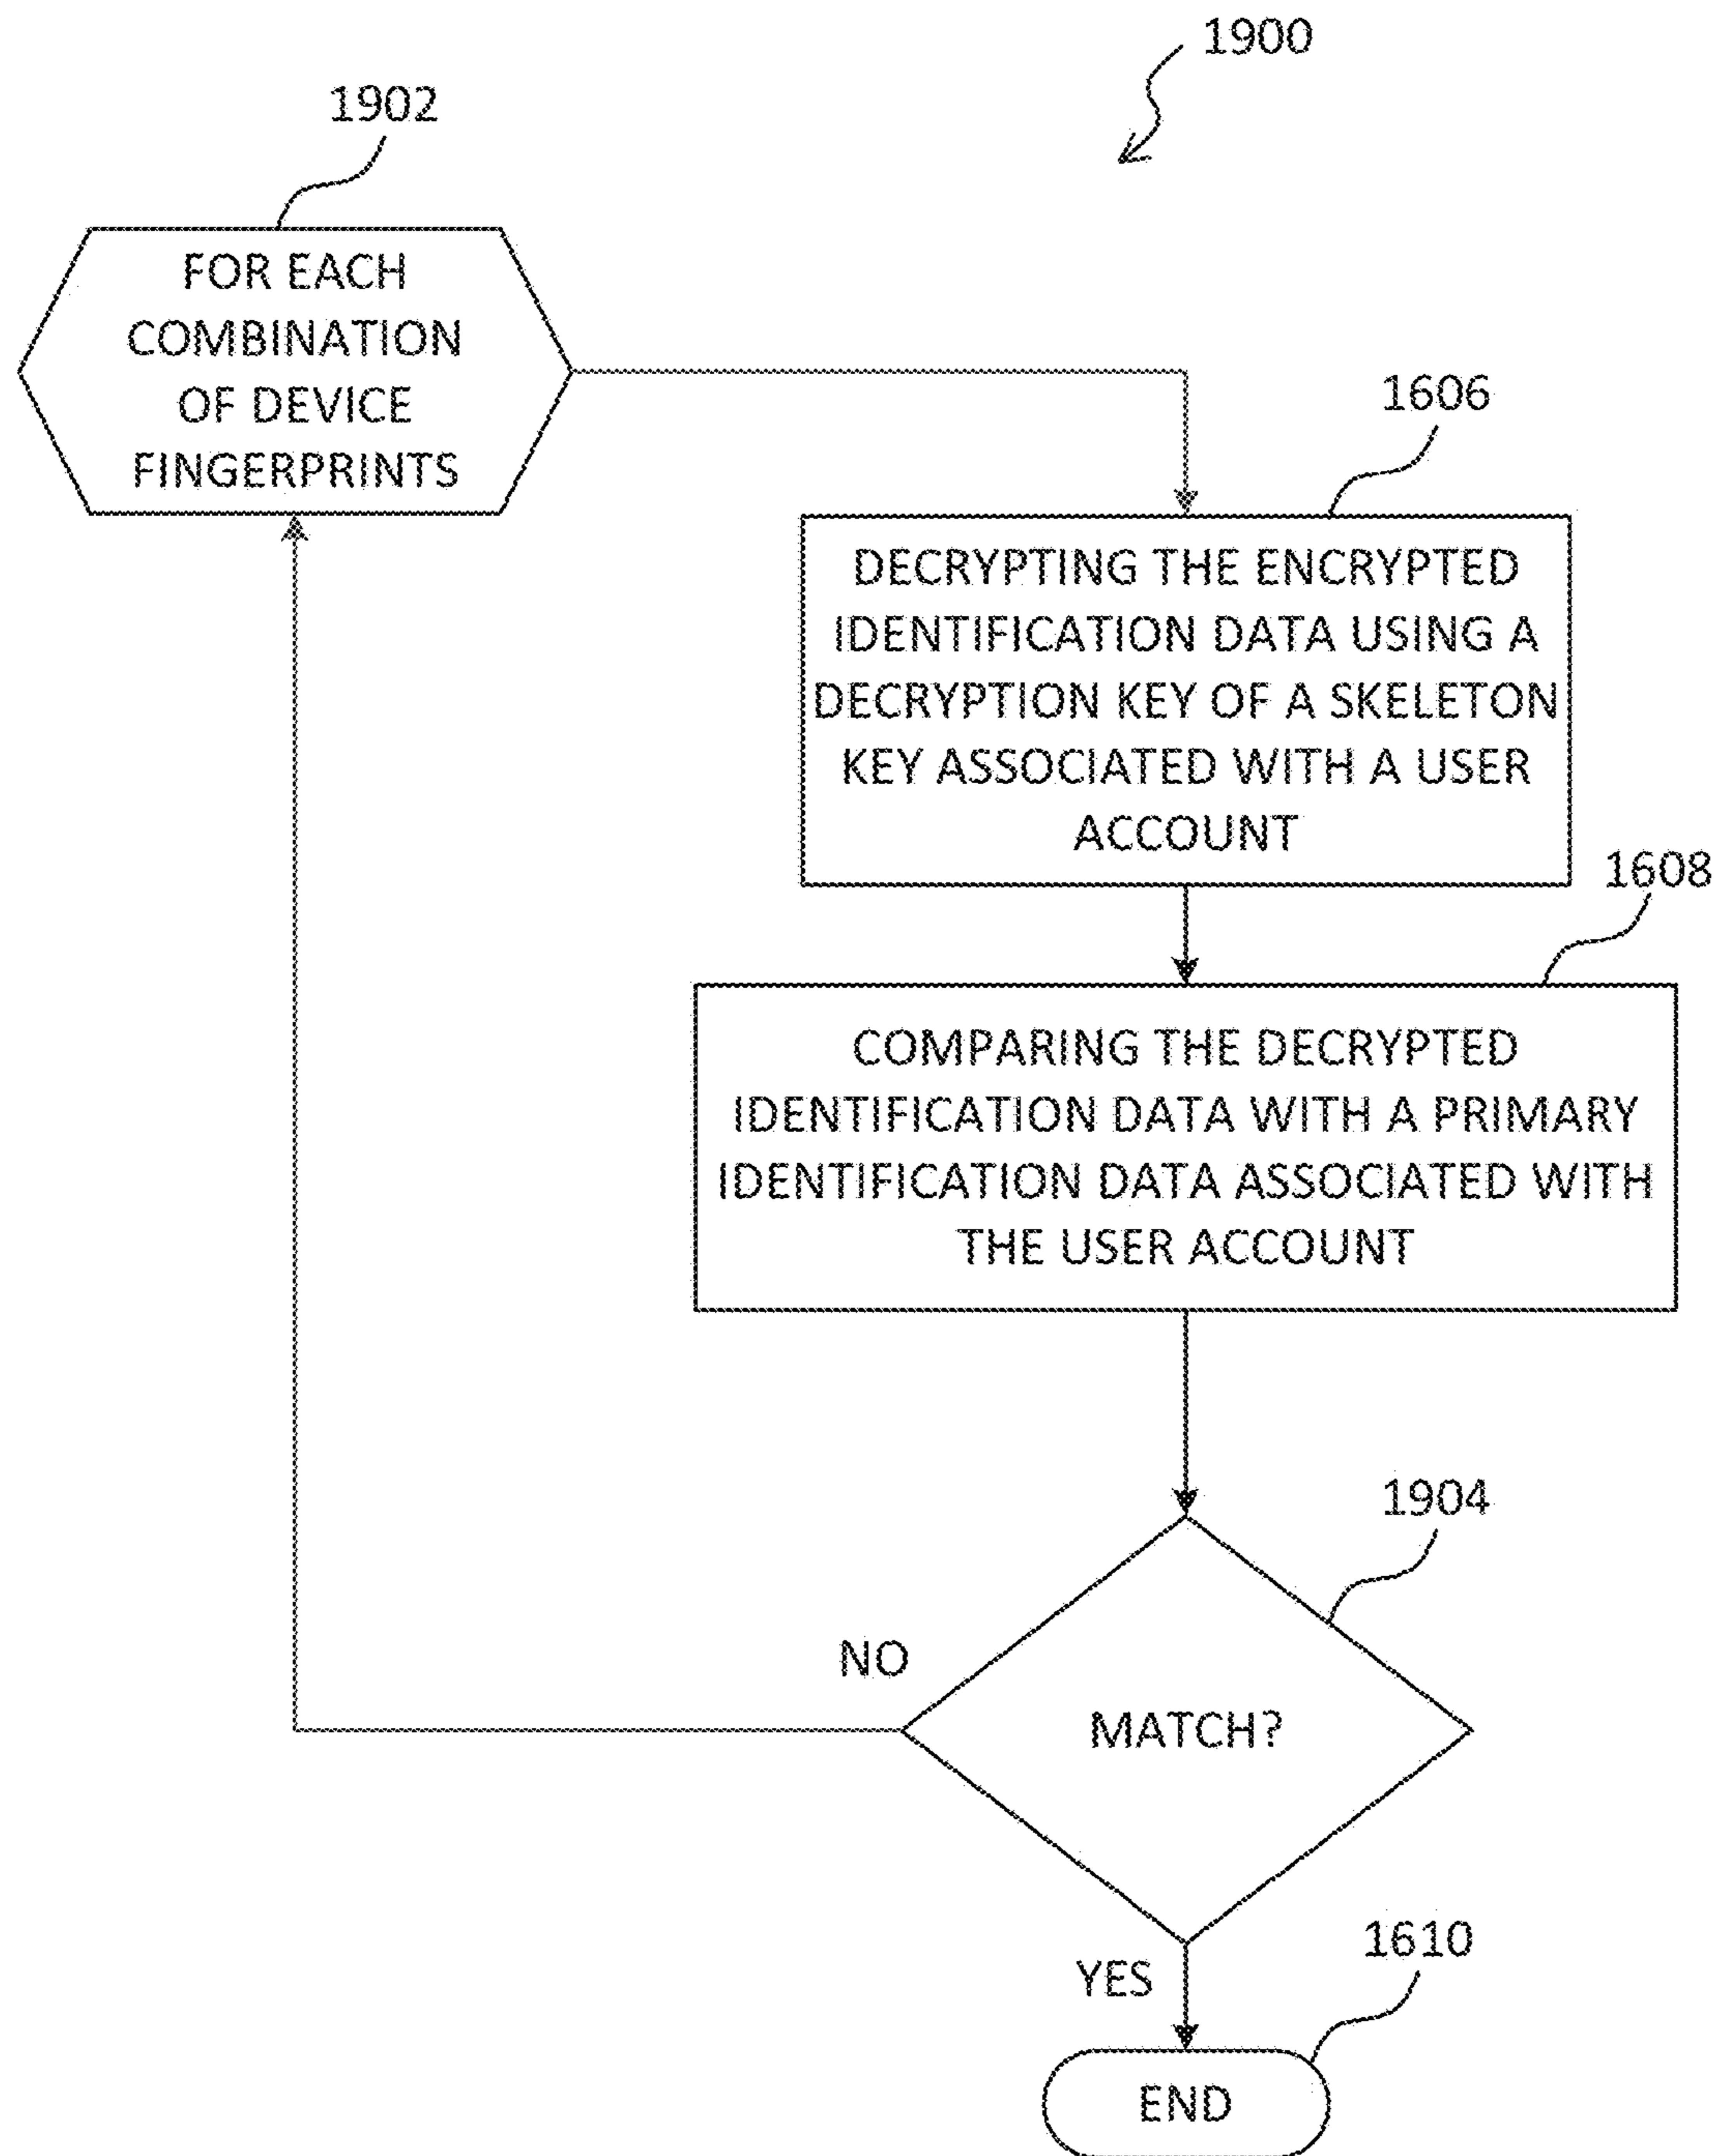 1900
1902
FOR EACH
COMBINATION
OF DEVICE
FINGERPRINTS
1606
DECRYPTING THE ENCRYPTED
IDENTIFICATION DATA USING A
DECRYPTION KEY OF A SKELETON
KEY ASSOCIATED WITH A USER
ACCOUNT
1608
COMPARING THE DECRYPTED
IDENTIFICATION DATA WITH A PRIMARY
IDENTIFICATION DATA ASSOCIATED WITH
THE USER ACCOUNT
1904
NO
MATCH?
YES
1610
END